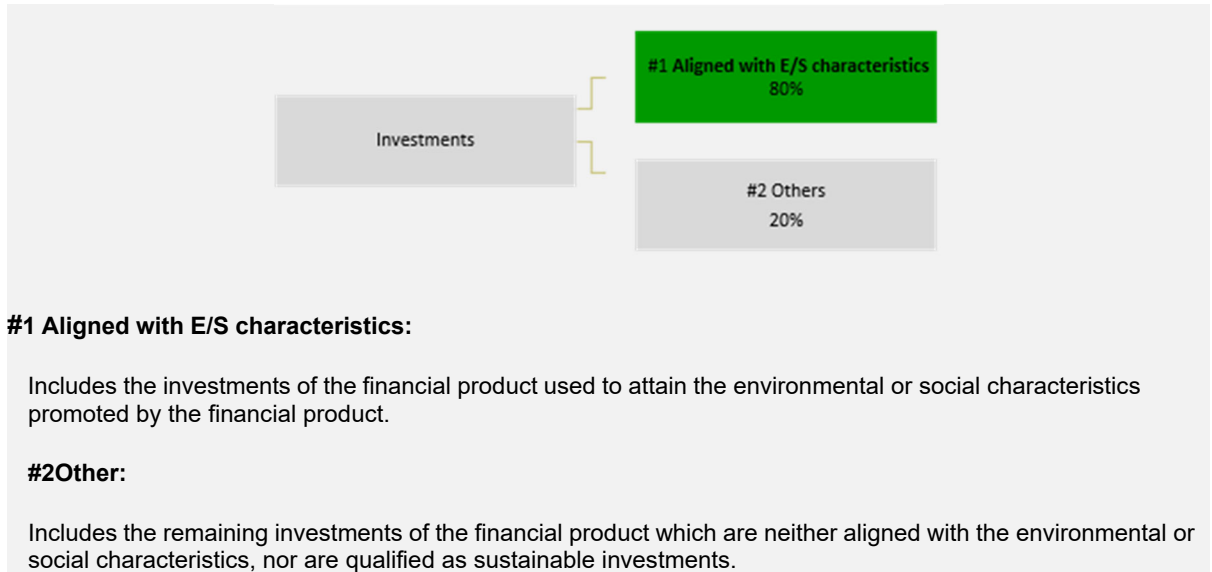 #1 Aligned with E/S characteristics
80%
Investments
#2 Others
20%
#1 Aligned with E/S characteristics:
Includes the investments of the financial product used to attain the environmental or social characteristics
promoted by the financial product.
#2Other:
Includes the remaining investments of the financial product which are neither aligned with the environmental or
social characteristics, nor are qualified as sustainable investments.